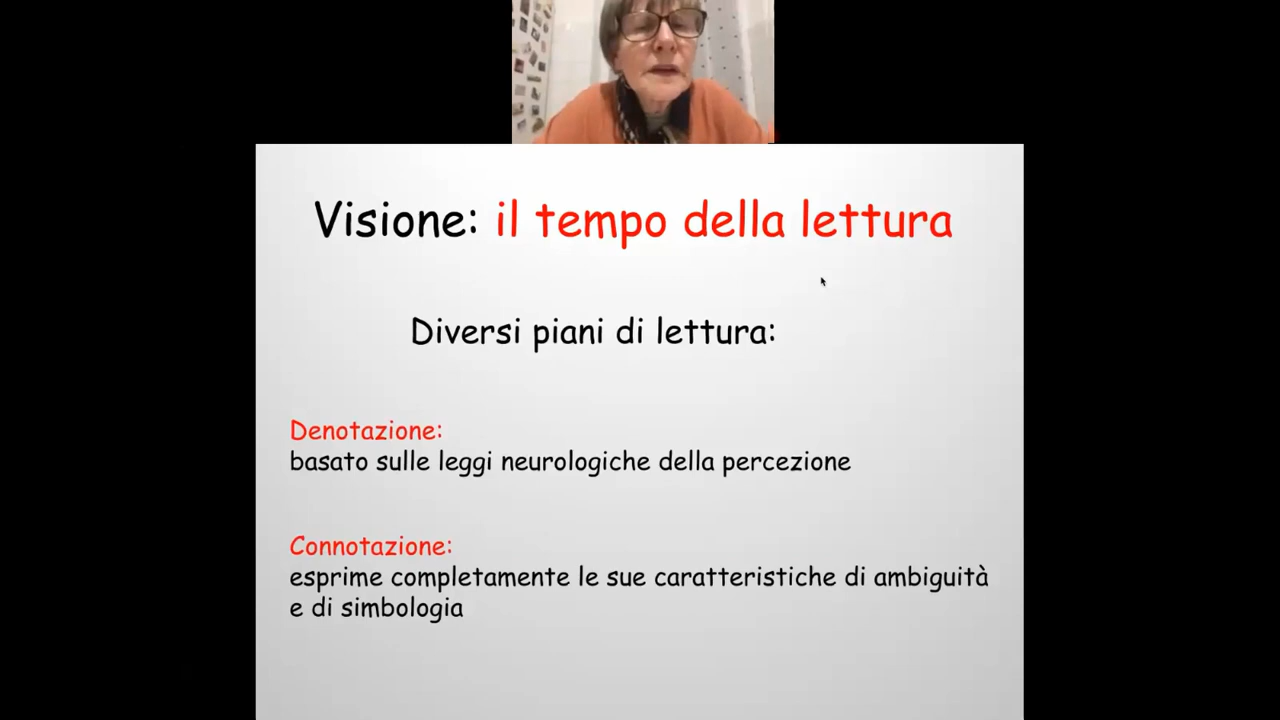 Visione: il tempo della lettura
Diversi piani di lettura:
Denotazione:
basato sulle leggi neurologiche della percezione
Connotazione:
esprime completamente le sue caratteristiche di ambiguità
e di simbologia